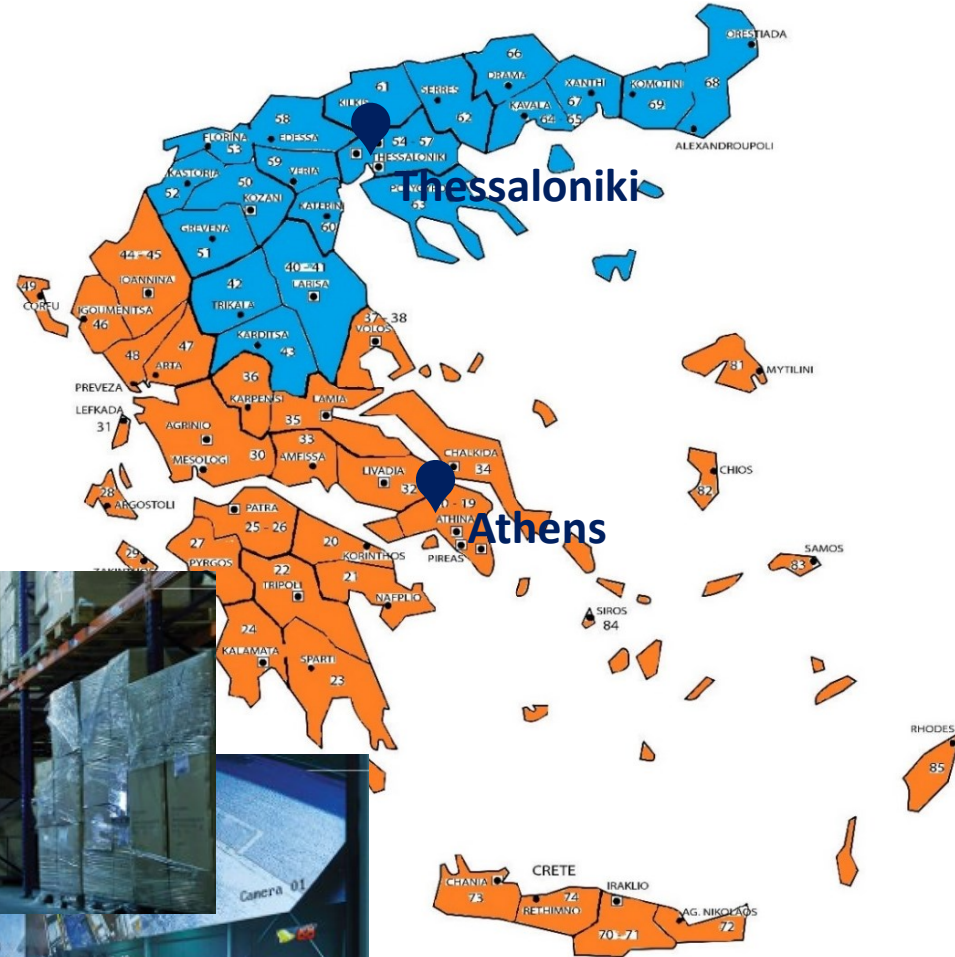 ORESTIADA
66
DRAMA
61
KILKIS
SERRES
XANTHI
KOMOTINI
68
67
69
KAVALA
64 - 65
62
58
EDESSA
54 - 57
THESSALONIKI
ALEXANDROUPOLI
FLORINA
53
59
VERIA
KASTORIA
52
50
KOZANI
Thessaloniki
63
KATERINI
60
GREVENA
51
44 - 45
IOANNINA
40 - 41
LARISA
42
TRIKALA
49
CORFU
IGOUMENITSA
46
37 - 38
VOLOS
KARDITSA
43
47
48
ARTA
PREVEZA
36
KARPENISI
81
MYTILINI
LEFKADA
31
LAMIA
35
AGRINIO
33
AMFISSA
30
MESOLOGI
CHALKIDA
34
LIVADIA
32
CHIOS
82
28
ARGOSTOLI
- 19
ATHINA
Athens
PATRA
25 - 26
20
KORINTHOS
PIREAS
27
PYRGOS
29
22
TRIPOLI
21
NAFPLIO
SAMOS
83
SIROS
84
24
KALAMATA
SPARTI
23
RHODES
85
Camera 01
CRETE
CHANIA
73
RETHIMNO
74
IRAKLIO
70 - 71
AG. NIKOLAOS
72